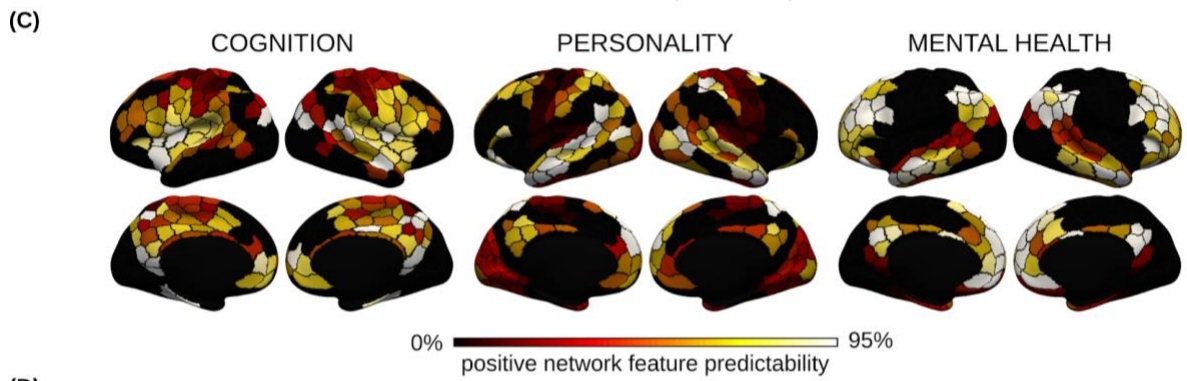 (C)
COGNITION PERSONALITY MENTAL HEALTH
0% 95%
positive network feature predictability